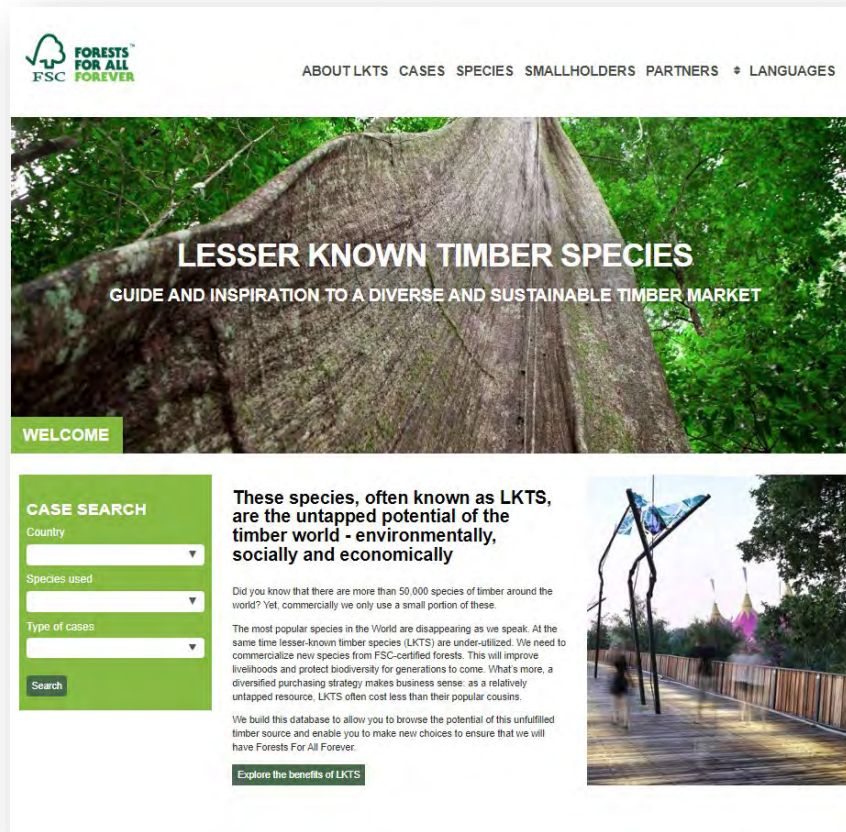 FSC
FORESTS™
FOR ALL
FOREVER
ABOUT LKTS CASES SPECIES SMALLHOLDERS PARTNERS LANGUAGES
LESSER KNOWN TIMBER SPECIES
GUIDE AND INSPIRATION TO A DIVERSE AND SUSTAINABLE TIMBER MARKET
WELCOME
CASE SEARCH
Country
Species used
Type of cases
Search
These species, often known as LKTS,
are the untapped potential of the
timber world - environmentally,
socially and economically
Did you know that there are more than 50,000 species of timber around the
world? Yet, commercially we only use a small portion of these.
The most popular species in the World are disappearing as we speak. At the
same time lesser-known timber species (LKTS) are under-utilized. We need to
commercialize new species from FSC-certified forests. This will improve
livelihoods and protect biodiversity for generations to come. What's more, a
diversified purchasing strategy makes business sense: as a relatively
untapped resource, LKTS often cost less than their popular cousins.
We build this database to allow you to browse the potential of this unfulfilled
timber source and enable you to make new choices to ensure that we will
have Forests For All Forever.
Explore the benefits of LKTS